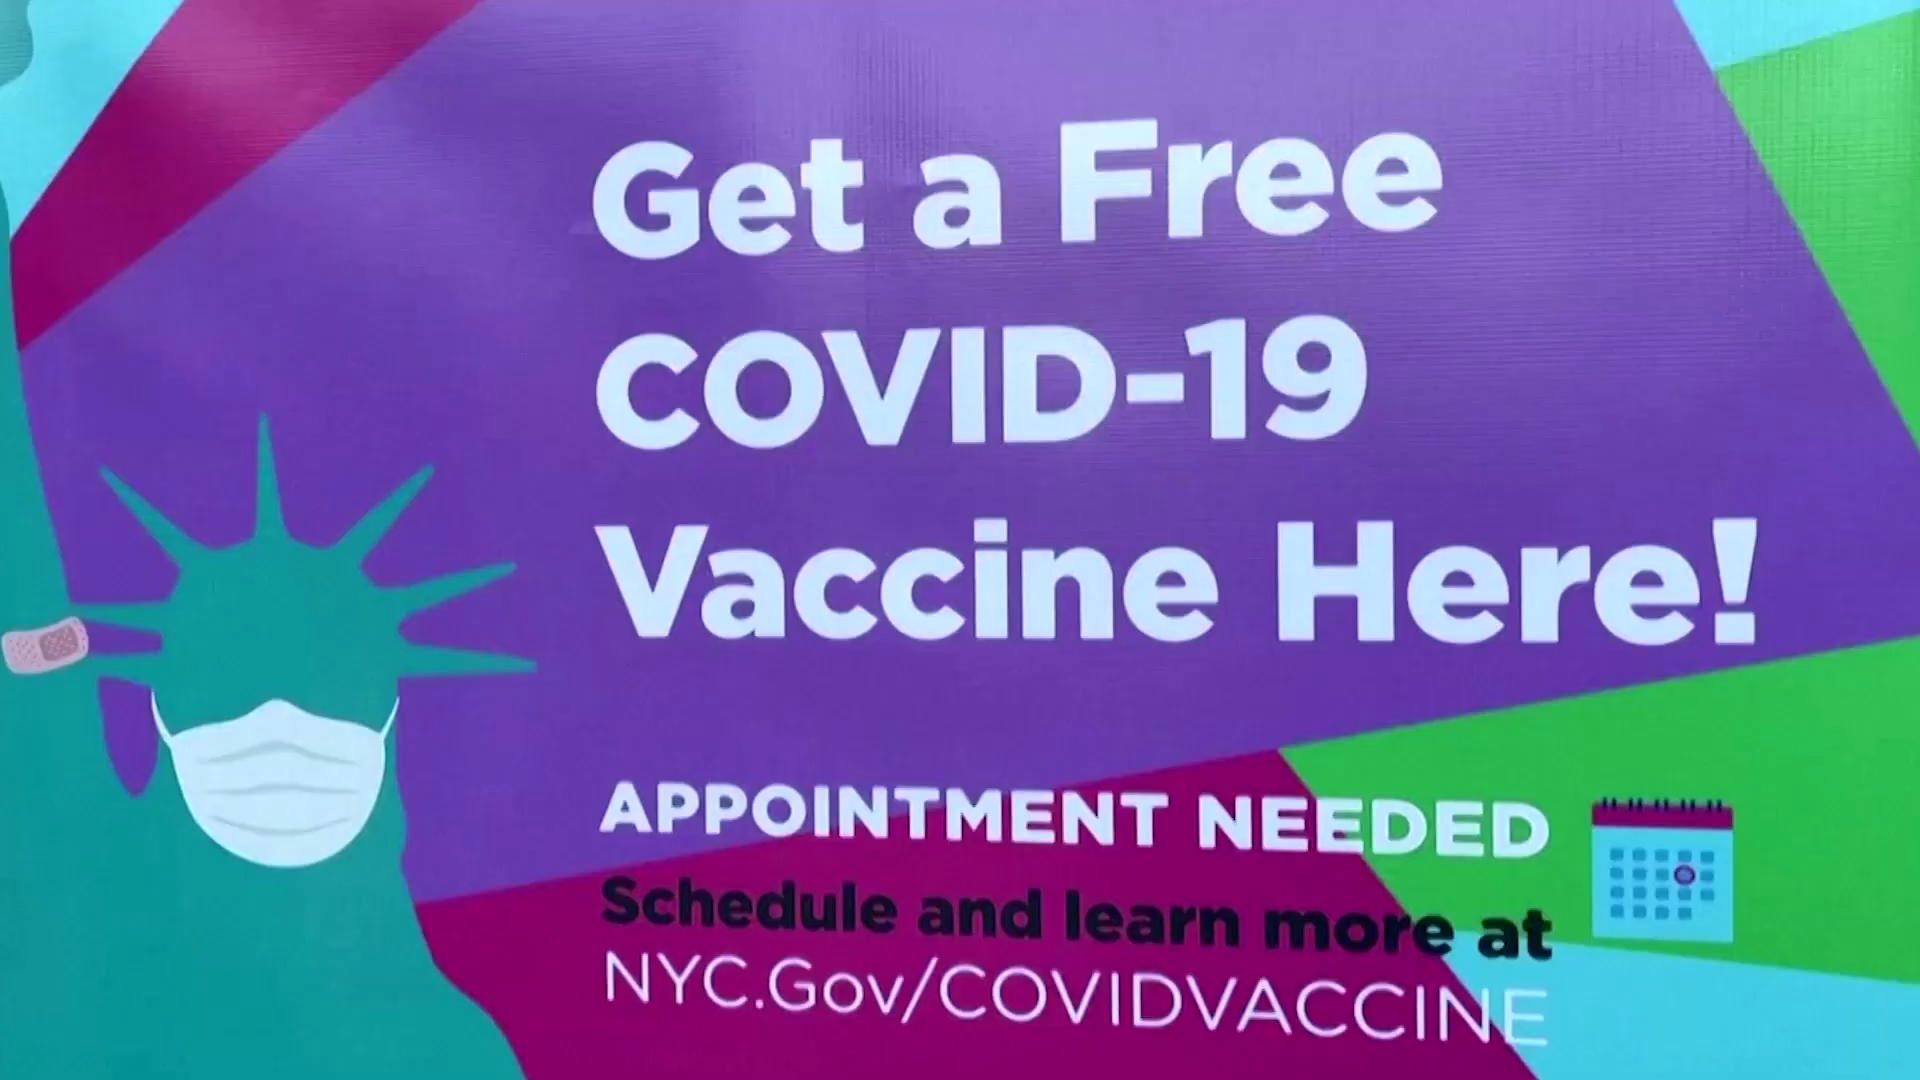 Get a Free
COVID-19
Vaccine Here!
APPOINTMENT NEEDED
Schedule and learn more at
NYC.Gov/COVIDVACCINE